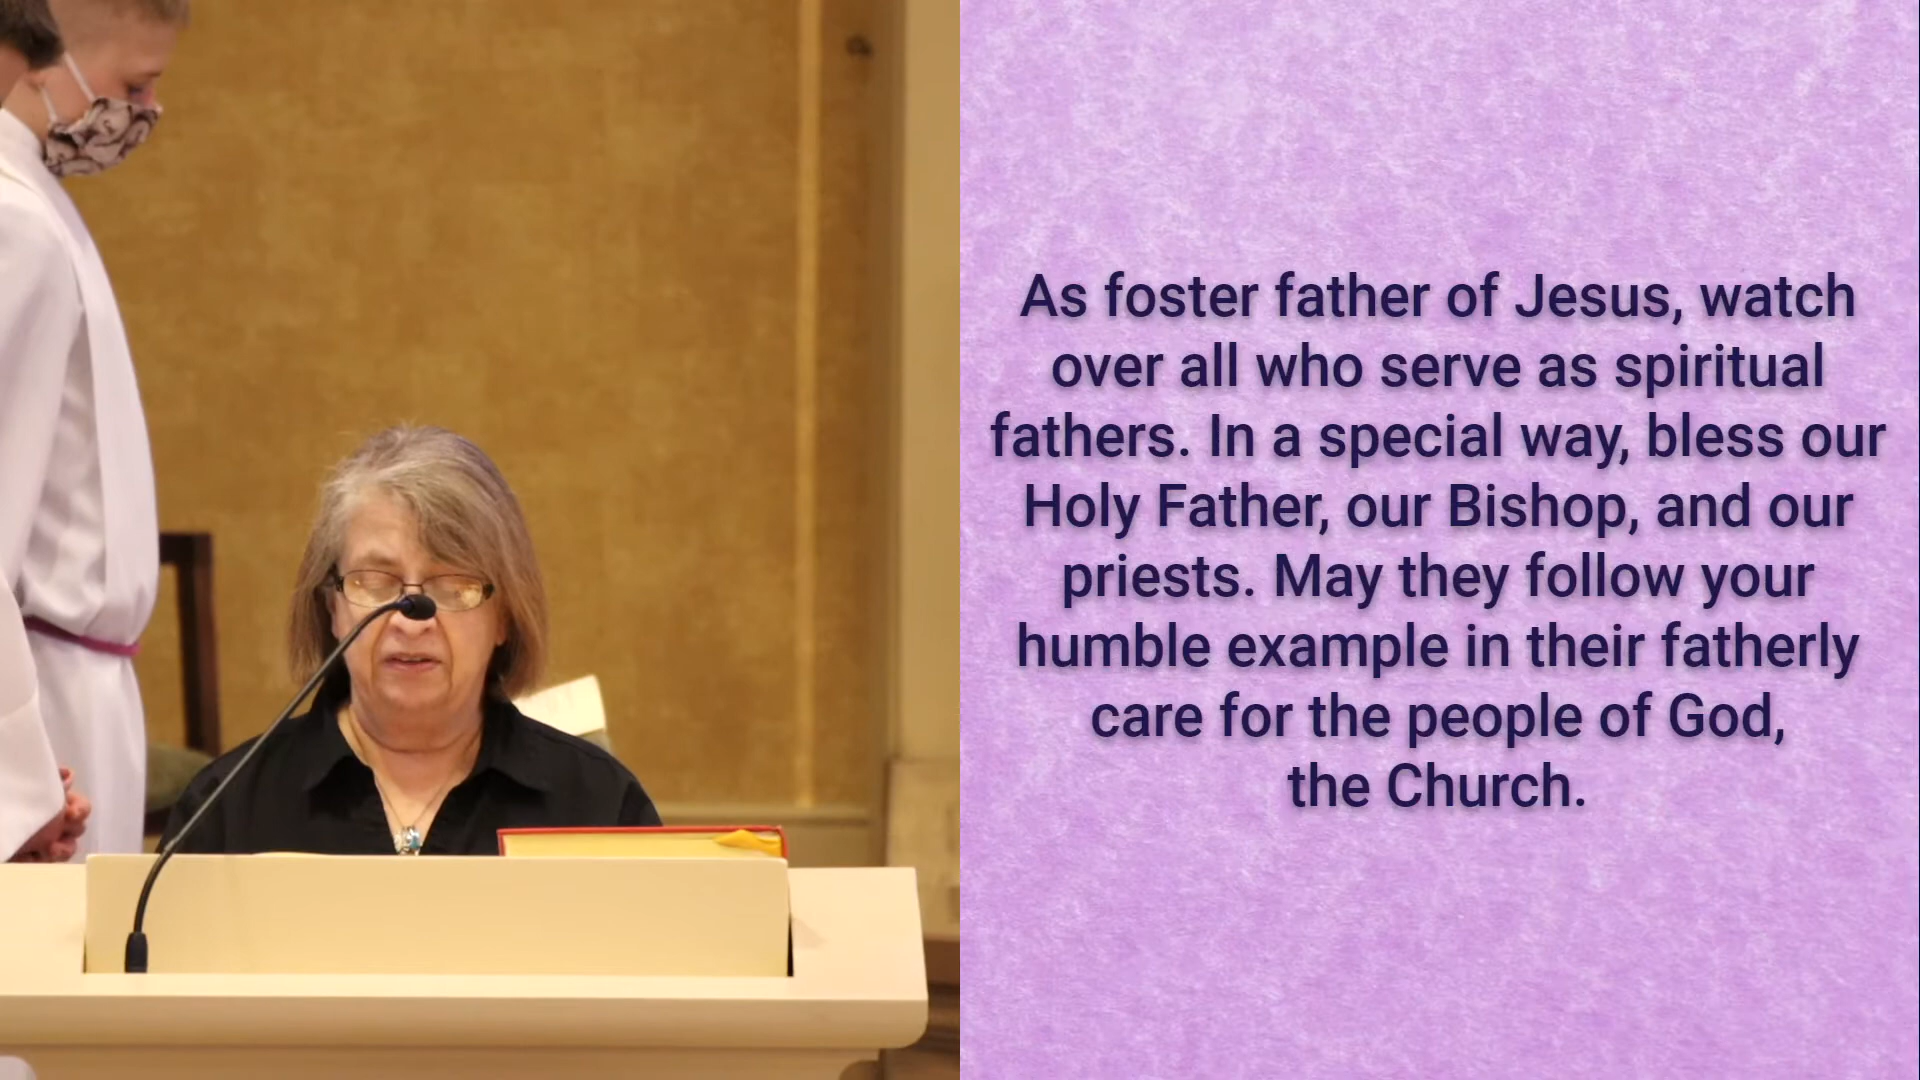 As foster father of Jesus, watch
over all who serve as spiritual
fathers. In a special way, bless our
Holy Father, our Bishop, and our
priests. May they follow your
humble example in their fatherly
care for the people of God,
the Church.